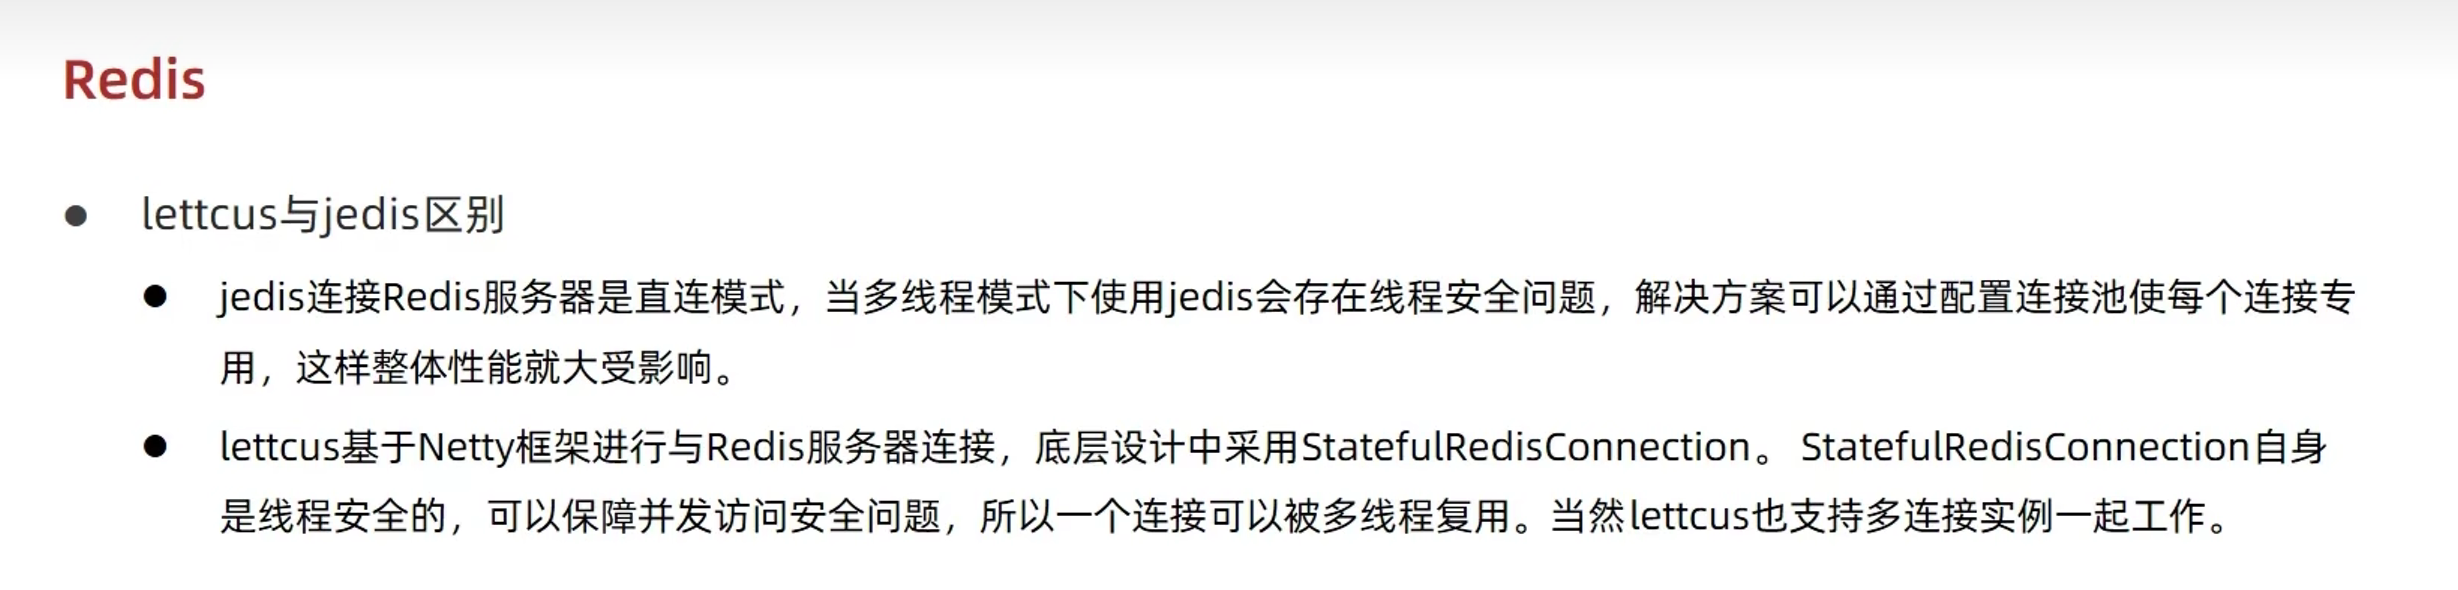 Redis
● lettcus与jedis区别
● jedis连接Redis服务器是直连模式，当多线程模式下使用jedis会存在线程安全问题，解决方案可以通过配置连接池使每个连接专
用，这样整体性能就大受影响。
● lettcus基于Netty框架进行与Redis服务器连接，底层设计中采用StatefulRedisConnection。 StatefulRedisConnection自身
是线程安全的，可以保障并发访问安全问题，所以一个连接可以被多线程复用。当然lettcus也支持多连接实例一起工作。